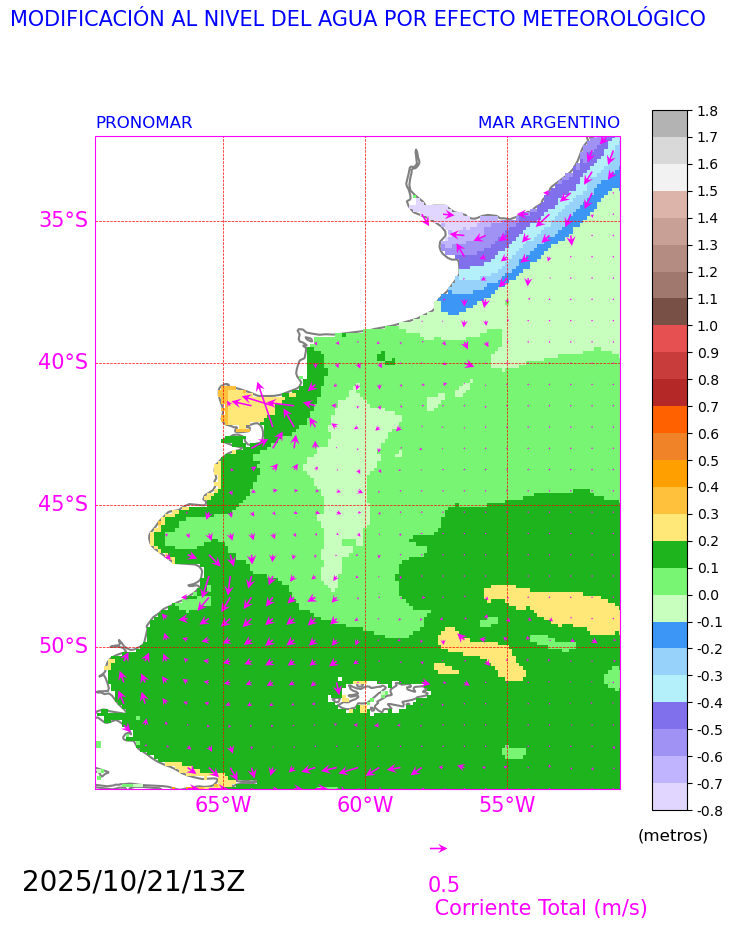 MODIFICACIÓN AL NIVEL DEL AGUA POR EFECTO METEOROLÓGICO
PRONOMAR
MAR ARGENTINO
35°S
40°S
45°S
50°S
65°W
60°W
55°W
1.8
1.7
1.6
1.5
1.4
1.3
1.2
1.1
1.0
0.9
0.8
0.7
0.6
0.5
0.4
0.3
0.2
0.1
0.0
-0.1
-0.2
-0.3
-0.4
-0.5
-0.6
-0.7
-0.8
(metros)
0.5
Corriente Total (m/s)
2025/10/21/13Z